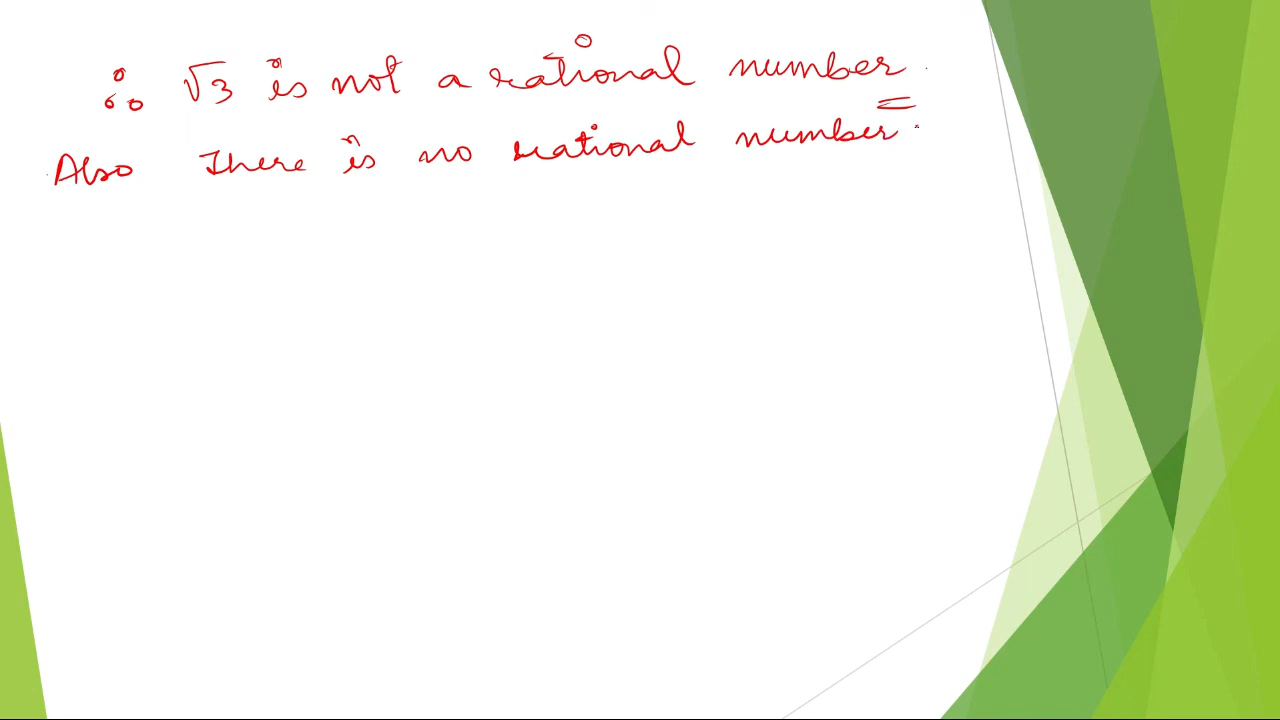 ∴ √3 is not a rational number.
Also There is no rational number